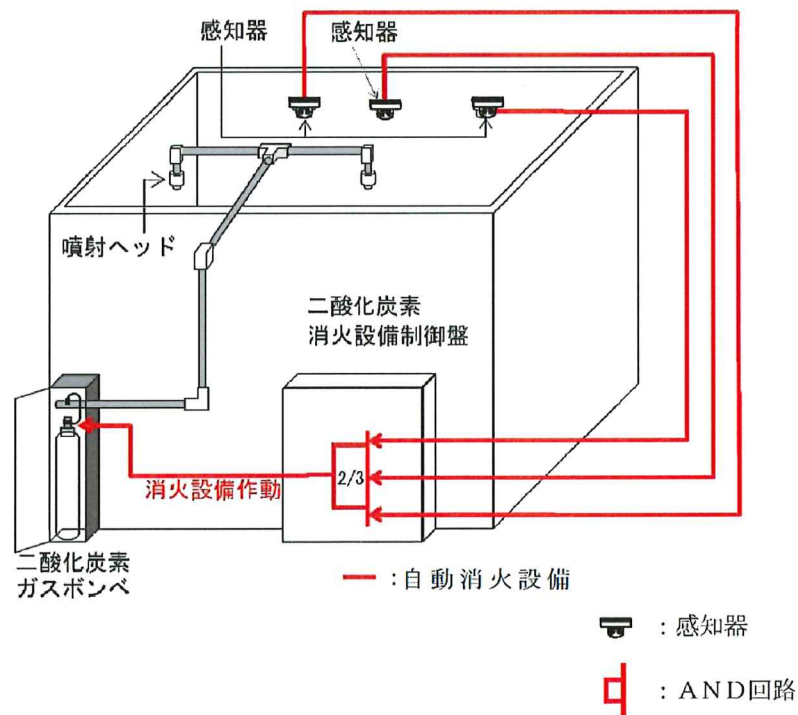 感知器
感知器
噴射ヘッド
二酸化炭素
消火設備制御盤
2/3
消火設備作動
二酸化炭素
ガスボンベ
:自動消火設備
:感知器
:AND回路